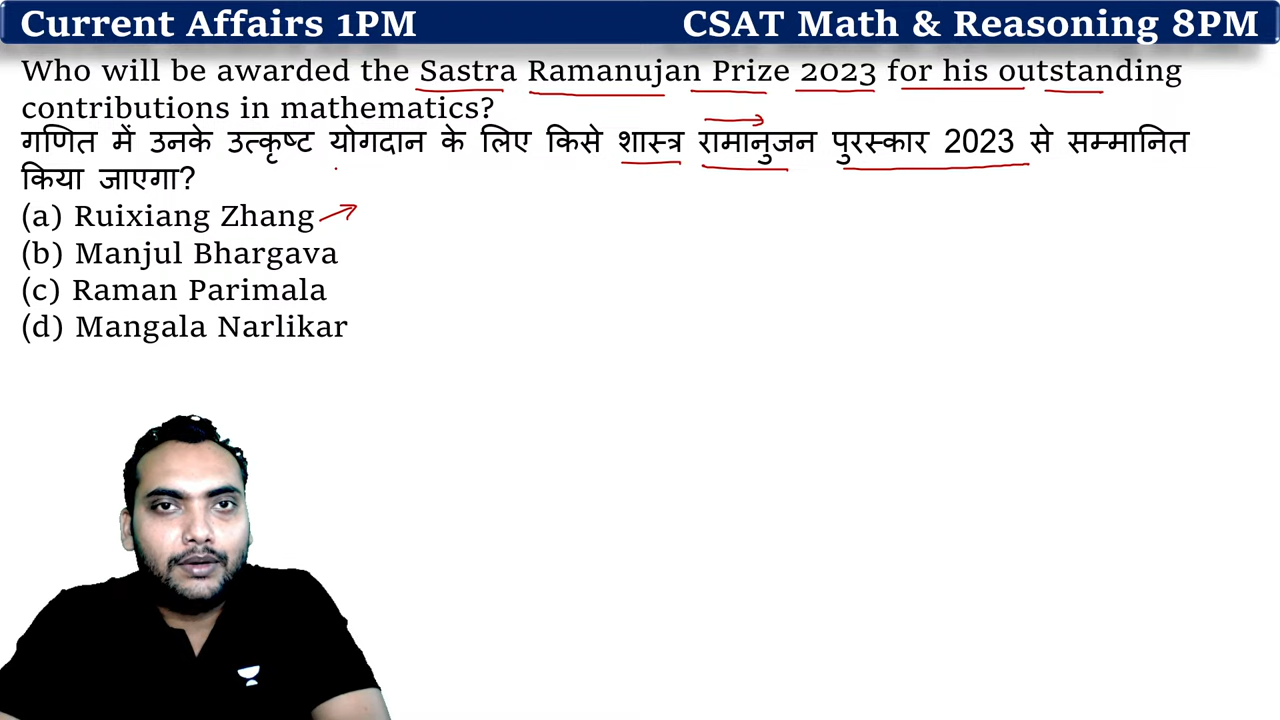 Current Affairs 1PM
CSAT Math & Reasoning 8PM
Who will be awarded the Sastra Ramanujan Prize 2023 for his outstanding
contributions in mathematics?
गणित में उनके उत्कृष्ट योगदान के लिए किसे शास्त्र रामानुजन पुरस्कार 2023 से सम्मानित
किया जाएगा?
(a) Ruixiang Zhang
(b) Manjul Bhargava
(c) Raman Parimala
(d) Mangala Narlikar